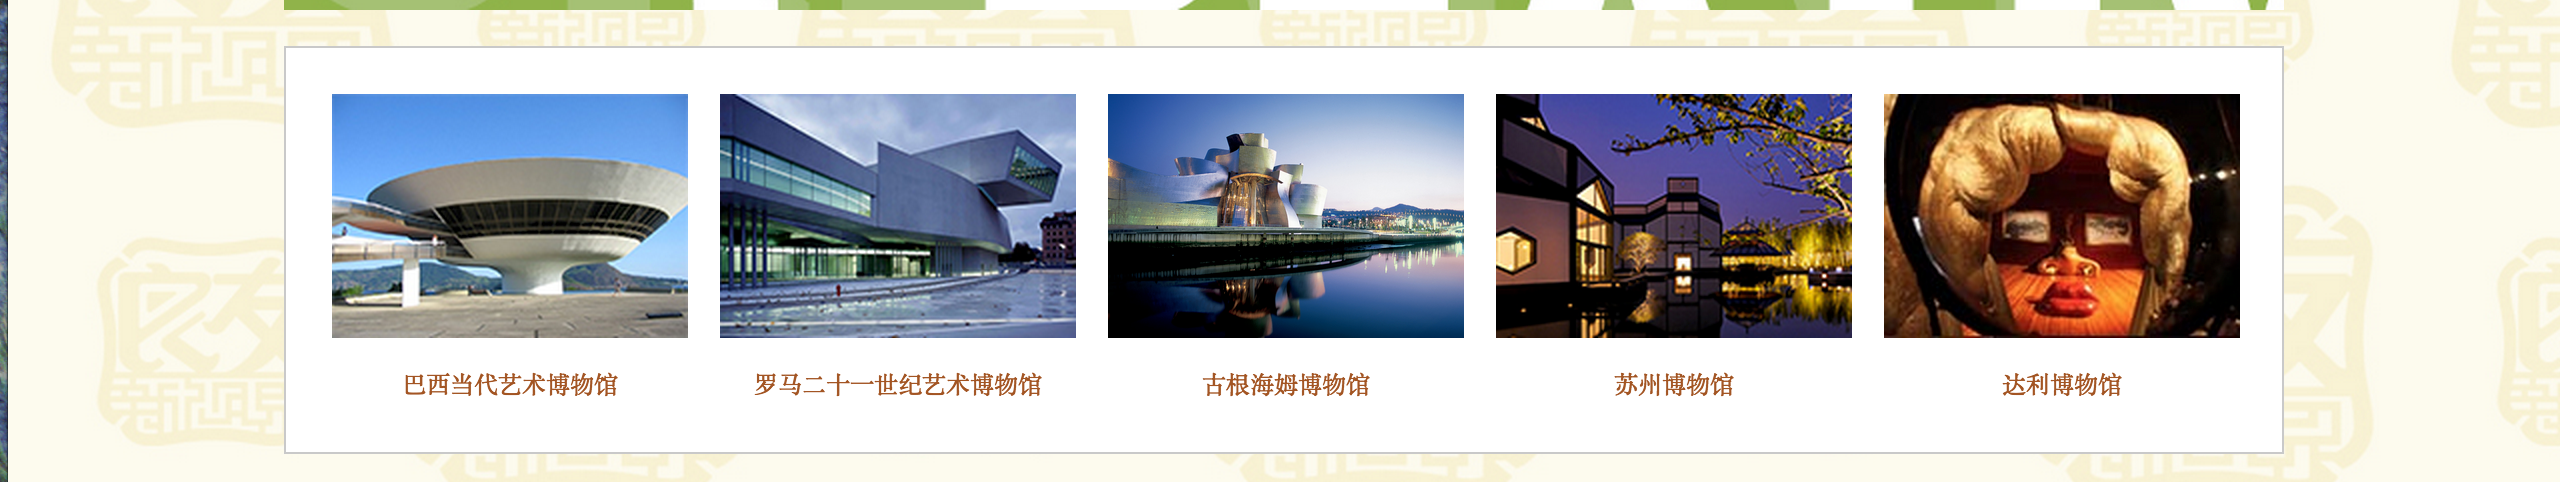 巴西当代艺术博物馆
罗马二十一世纪艺术博物馆
古根海姆博物馆
苏州博物馆
达利博物馆